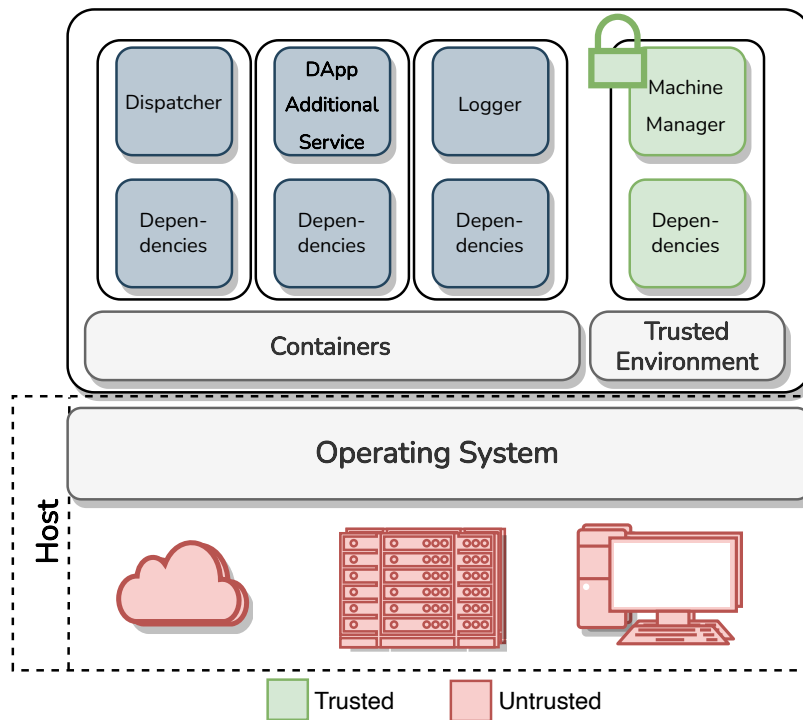 Dispatcher
DApp
Additional
Service
Logger
Machine
Manager
Depen-
dencies
Depen-
dencies
Depen-
dencies
Depen-
dencies
Containers
Trusted
Environment
Operating System
Host
Trusted
Untrusted